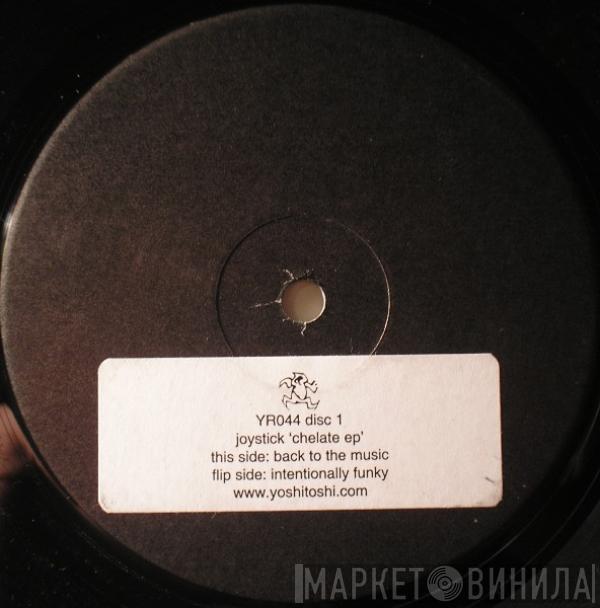 YR044 disc 1
joystick ‘chelate ep’
this side: back to the music
flip side: intentionally funky
www.yoshitoshi.com
МАРКЕТ ВИНИЛА